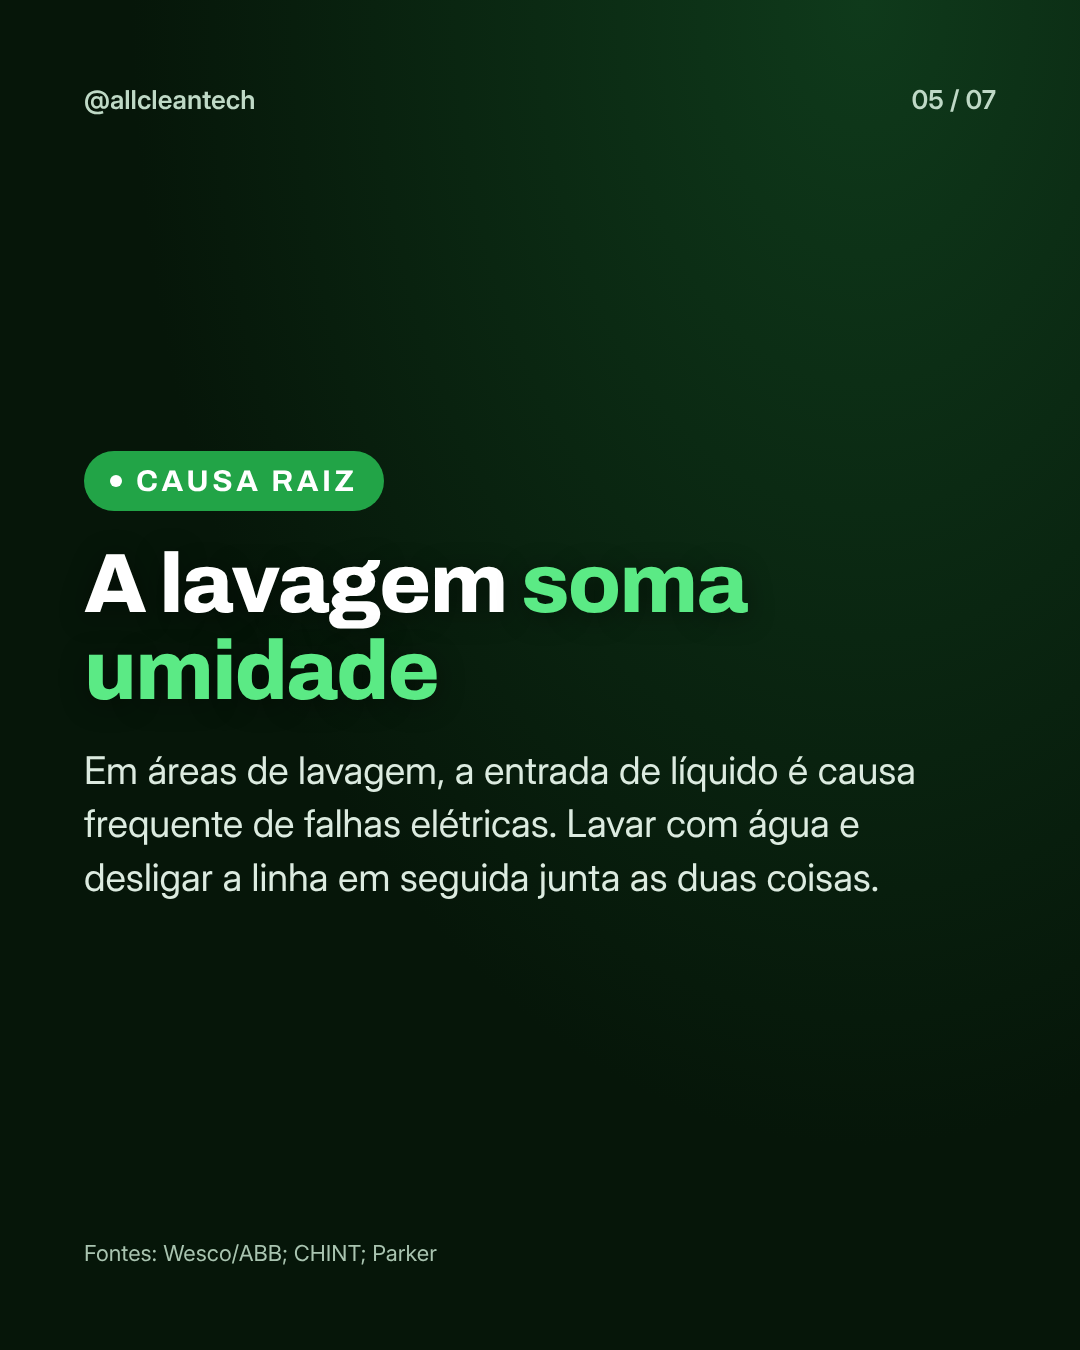 @allcleantech
05 / 07
• CAUSA RAIZ
A lavagem soma
umidade
Em áreas de lavagem, a entrada de líquido é causa
frequente de falhas elétricas. Lavar com água e
desligar a linha em seguida junta as duas coisas.
Fontes: Wesco/ABB; CHINT; Parker